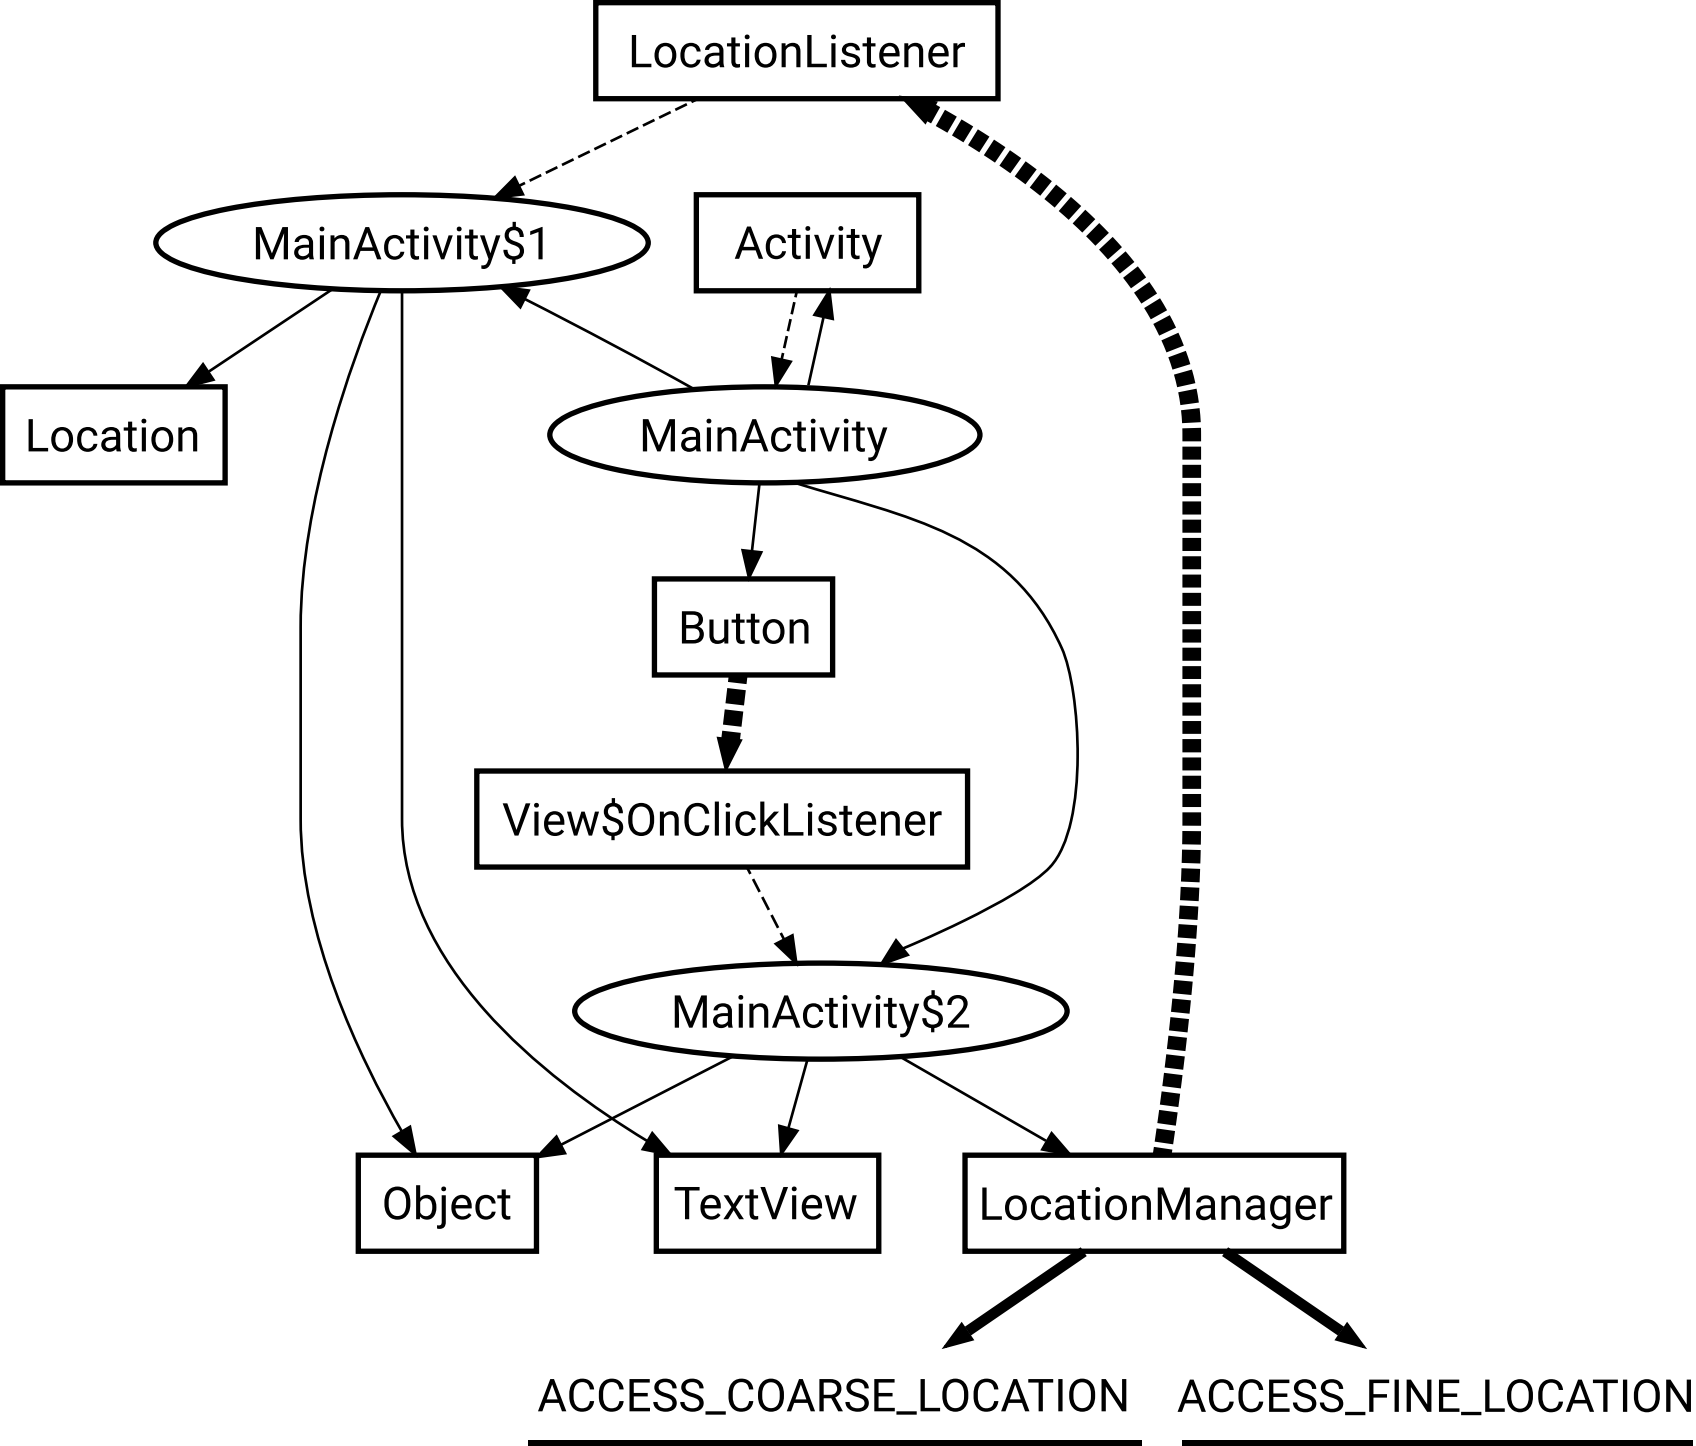 LocationListener
MainActivity$1
Activity
Location
MainActivity
Button
View$OnClickListener
MainActivity$2
Object
TextView
LocationManager
ACCESS_COARSE_LOCATION
ACCESS_FINE_LOCATION